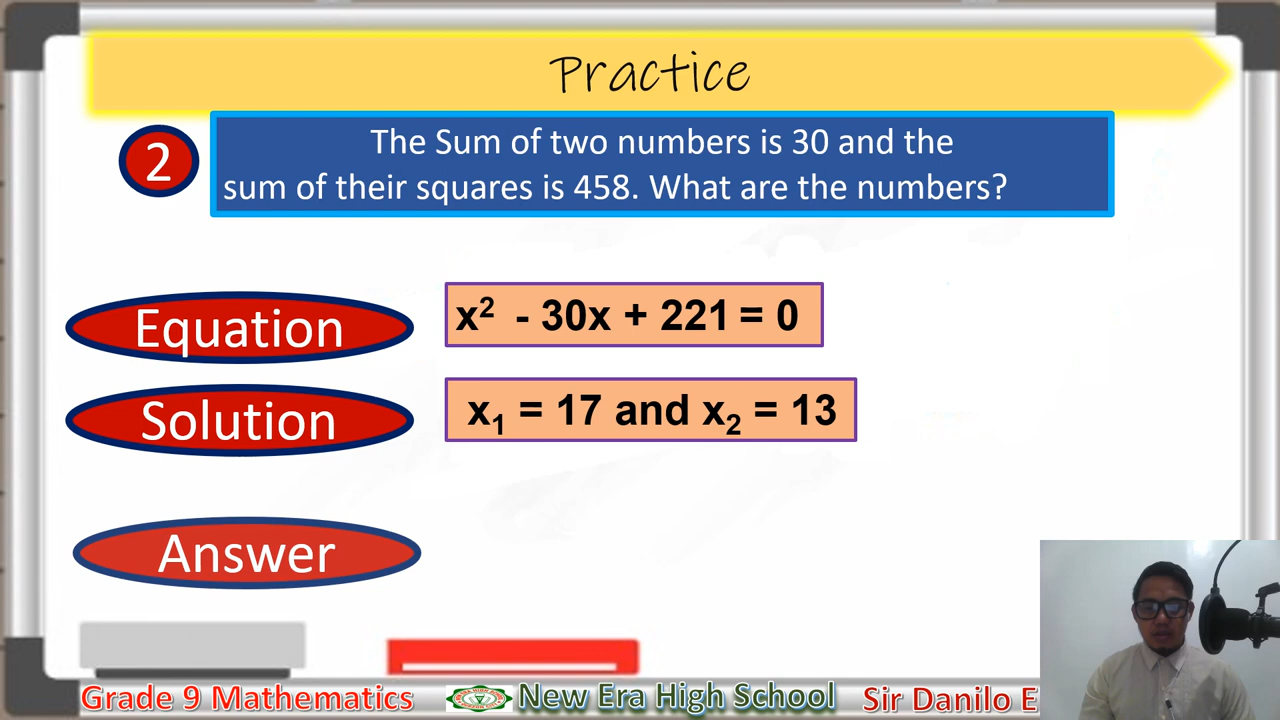 Practice
2
The Sum of two numbers is 30 and the
sum of their squares is 458. What are the numbers?
Equation
x² - 30x + 221 = 0
Solution
x₁ = 17 and x₂ = 13
Answer
Grade 9 Mathematics
New Era High School
Sir Danilo E